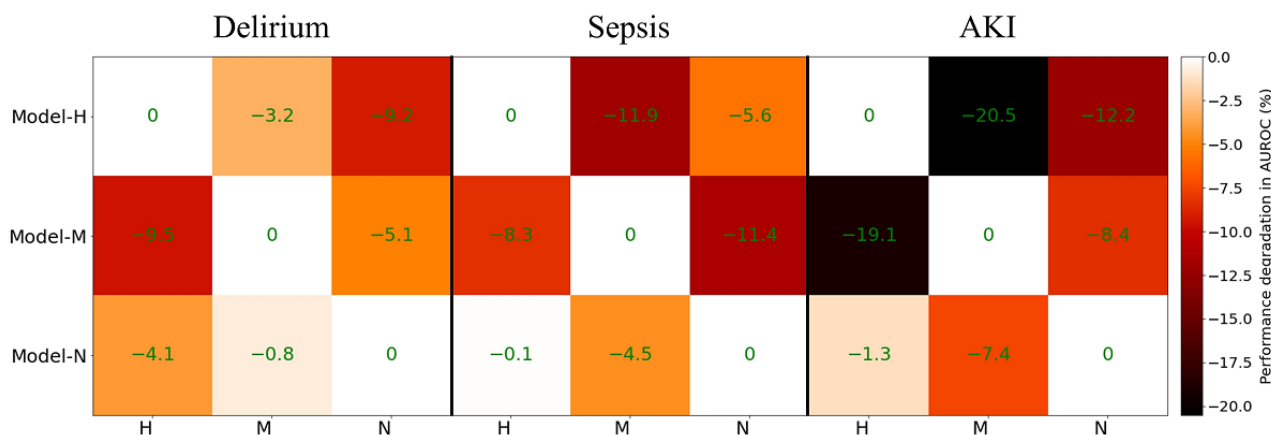 Delirium Sepsis AKI
Model-H 0 −3.2 −9.2 0 −11.9 −5.6 0 −20.5 −12.2
Model-M −9.5 0 −5.1 −8.3 0 −11.4 −19.1 0 −8.4
Model-N −4.1 −0.8 0 −0.1 −4.5 0 −1.3 −7.4 0
H M N H M N H M N
0.0
−2.5
−5.0
−7.5
−10.0
−12.5
−15.0
−17.5
−20.0
Performance degradation in AUROC (%)